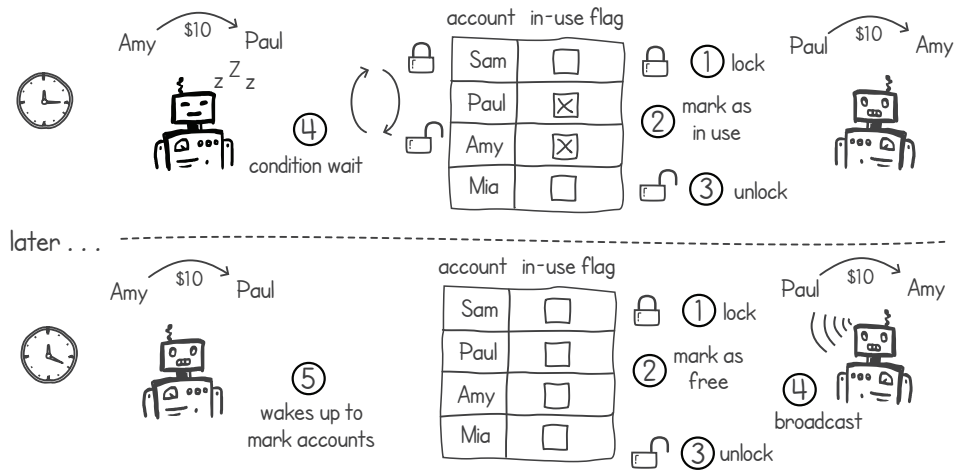 Amy $10 Paul
z Z z
4
condition wait
account in-use flag
Sam
Paul
Amy
Mia
Paul $10 Amy
1 lock
2 mark as
in use
3 unlock
later . . .
Amy $10 Paul
5
wakes up to
mark accounts
account in-use flag
Sam
Paul
Amy
Mia
Paul $10 Amy
1 lock
2 mark as
free
4
broadcast
3 unlock